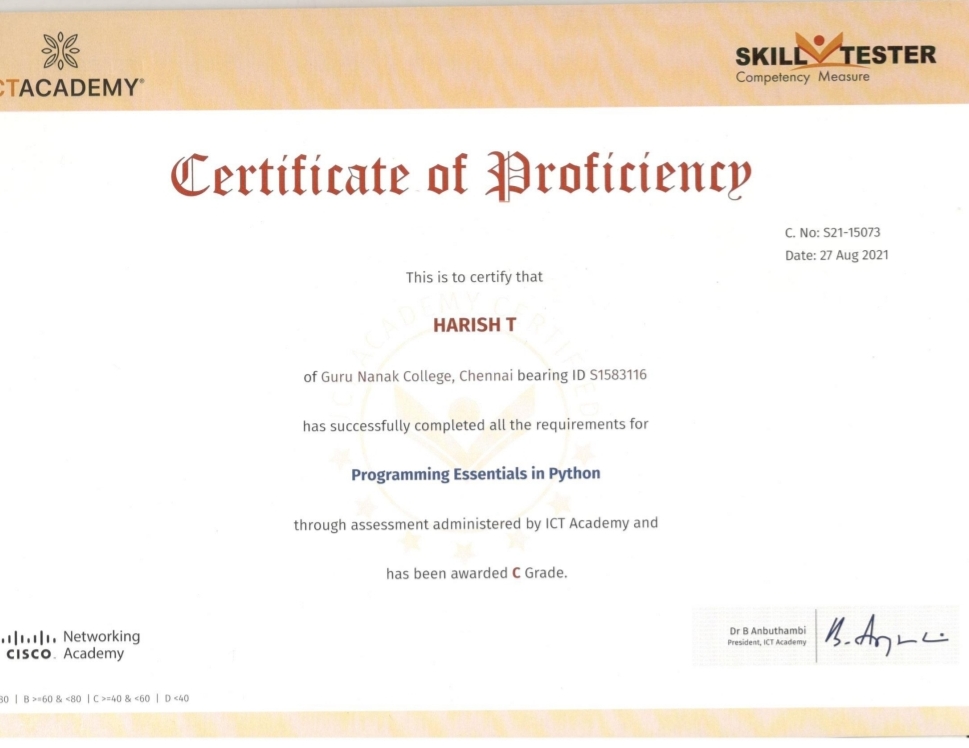 CTACADEMY®
SKILL TESTER
Competency Measure
Certificate of Proficiency
C. No: S21-15073
Date: 27 Aug 2021
This is to certify that
HARISH T
of Guru Nanak College, Chennai bearing ID S1583116
has successfully completed all the requirements for
Programming Essentials in Python
through assessment administered by ICT Academy and
has been awarded C Grade.
ICT ACADEMY CERTIFIED
CISCO Networking Academy
Dr B Anbuthambi
President, ICT Academy
80 | B >=60 & <80 | C >=40 & <60 | D <40